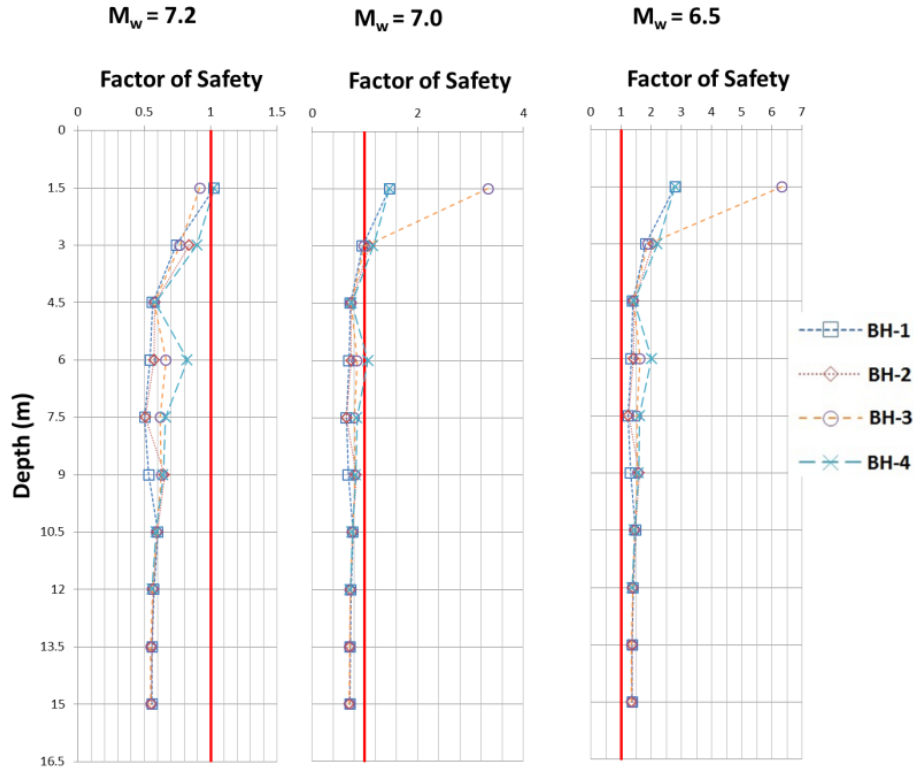 M_w = 7.2
M_w = 7.0
M_w = 6.5
Factor of Safety
Factor of Safety
Factor of Safety
0 0.5 1 1.5
0 2 4
0 1 2 3 4 5 6 7
0
1.5
3
4.5
6
7.5
9
10.5
12
13.5
15
16.5
Depth (m)
BH-1
BH-2
BH-3
BH-4